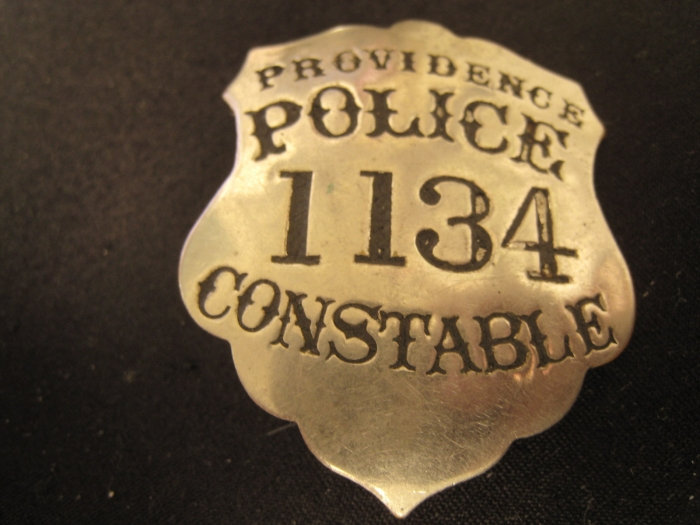 PROVIDENCE
POLICE
1134
CONSTABLE